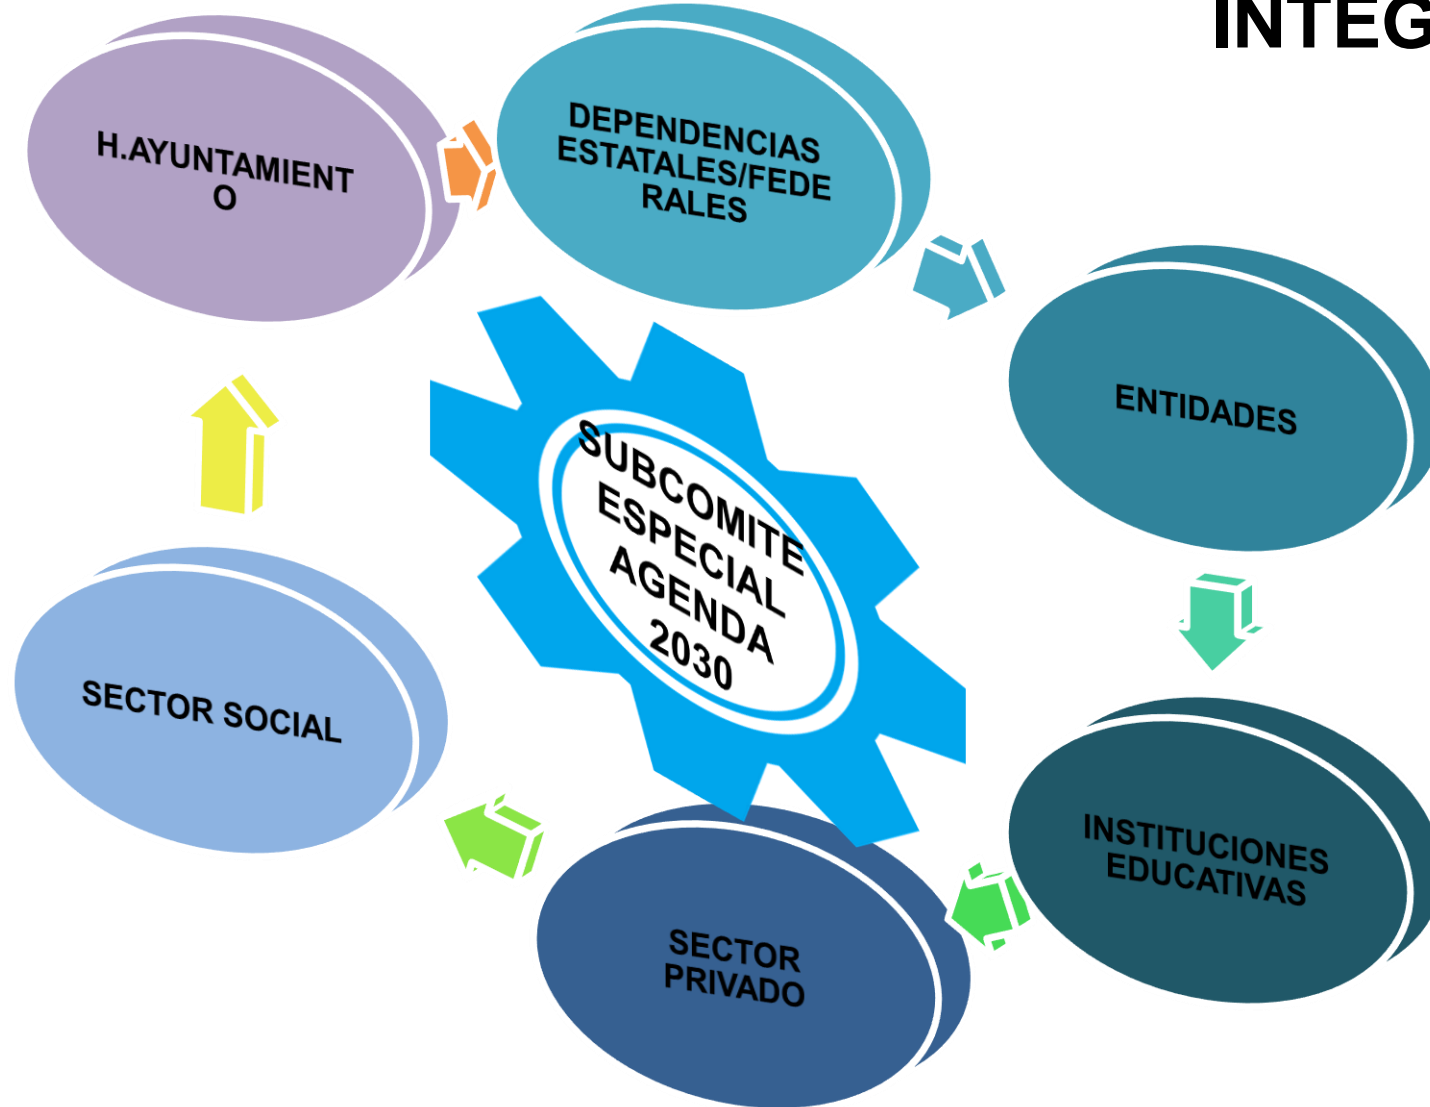 INTEG
H.AYUNTAMIENT
O
DEPENDENCIAS
ESTATALES/FEDE
RALES
ENTIDADES
SUBCOMITE
ESPECIAL
AGENDA
2030
SECTOR SOCIAL
INSTITUCIONES
EDUCATIVAS
SECTOR
PRIVADO